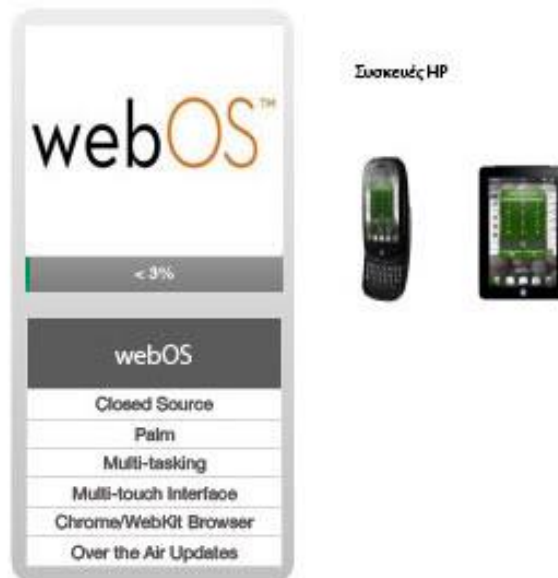 webOS™
< 3%
webOS
Closed Source
Palm
Multi-tasking
Multi-touch Interface
Chrome/WebKit Browser
Over the Air Updates
Συσκευές HP